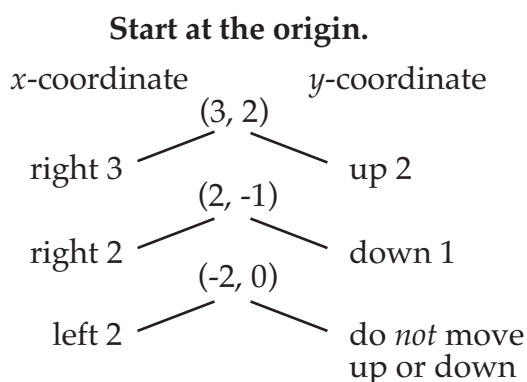 Start at the origin.
x-coordinate y-coordinate
(3, 2)
right 3 up 2
(2, -1)
right 2 down 1
(-2, 0)
left 2 do not move
up or down